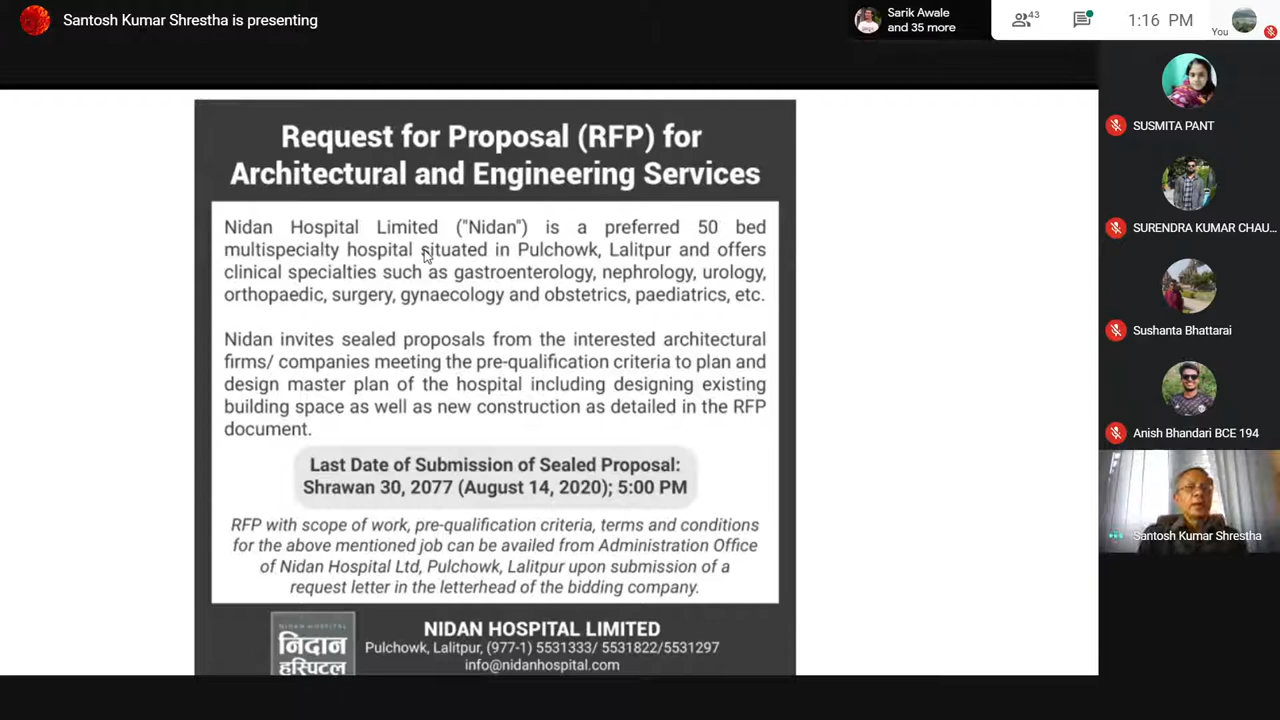 Santosh Kumar Shrestha is presenting
Sarik Awale
and 35 more
43
1:16 PM
You
Request for Proposal (RFP) for
Architectural and Engineering Services
Nidan Hospital Limited ("Nidan") is a preferred 50 bed
multispecialty hospital situated in Pulchowk, Lalitpur and offers
clinical specialties such as gastroenterology, nephrology, urology,
orthopaedic, surgery, gynaecology and obstetrics, paediatrics, etc.
Nidan invites sealed proposals from the interested architectural
firms/ companies meeting the pre-qualification criteria to plan and
design master plan of the hospital including designing existing
building space as well as new construction as detailed in the RFP
document.
Last Date of Submission of Sealed Proposal:
Shrawan 30, 2077 (August 14, 2020); 5:00 PM
RFP with scope of work, pre-qualification criteria, terms and conditions
for the above mentioned job can be availed from Administration Office
of Nidan Hospital Ltd, Pulchowk, Lalitpur upon submission of a
request letter in the letterhead of the bidding company.
NIDAN HOSPITAL
निदान
हस्पिटल
NIDAN HOSPITAL LIMITED
Pulchowk, Lalitpur, (977-1) 5531333/ 5531822/5531297
info@nidanhospital.com
SUSMITA PANT
SURENDRA KUMAR CHAU...
Sushanta Bhattarai
Anish Bhandari BCE 194
Santosh Kumar Shrestha